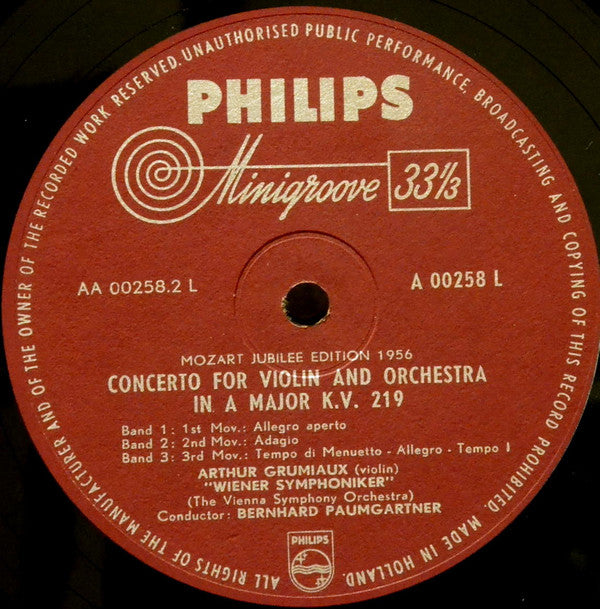 ALL RIGHTS OF THE MANUFACTURER AND OF THE OWNER OF THE RECORDED WORK RESERVED. UNAUTHORISED PUBLIC PERFORMANCE, BROADCASTING AND COPYING OF THIS RECORD PROHIBITED. MADE IN HOLLAND.
PHILIPS
Minigroove 33⅓
AA 00258.2 L A 00258 L
MOZART JUBILEE EDITION 1956
CONCERTO FOR VIOLIN AND ORCHESTRA
IN A MAJOR K.V. 219
Band 1: 1st Mov.: Allegro aperto
Band 2: 2nd Mov.: Adagio
Band 3: 3rd Mov.: Tempo di Menuetto - Allegro - Tempo I
ARTHUR GRUMIAUX (violin)
"WIENER SYMPHONIKER"
(The Vienna Symphony Orchestra)
Conductor: BERNHARD PAUMGARTNER
PHILIPS